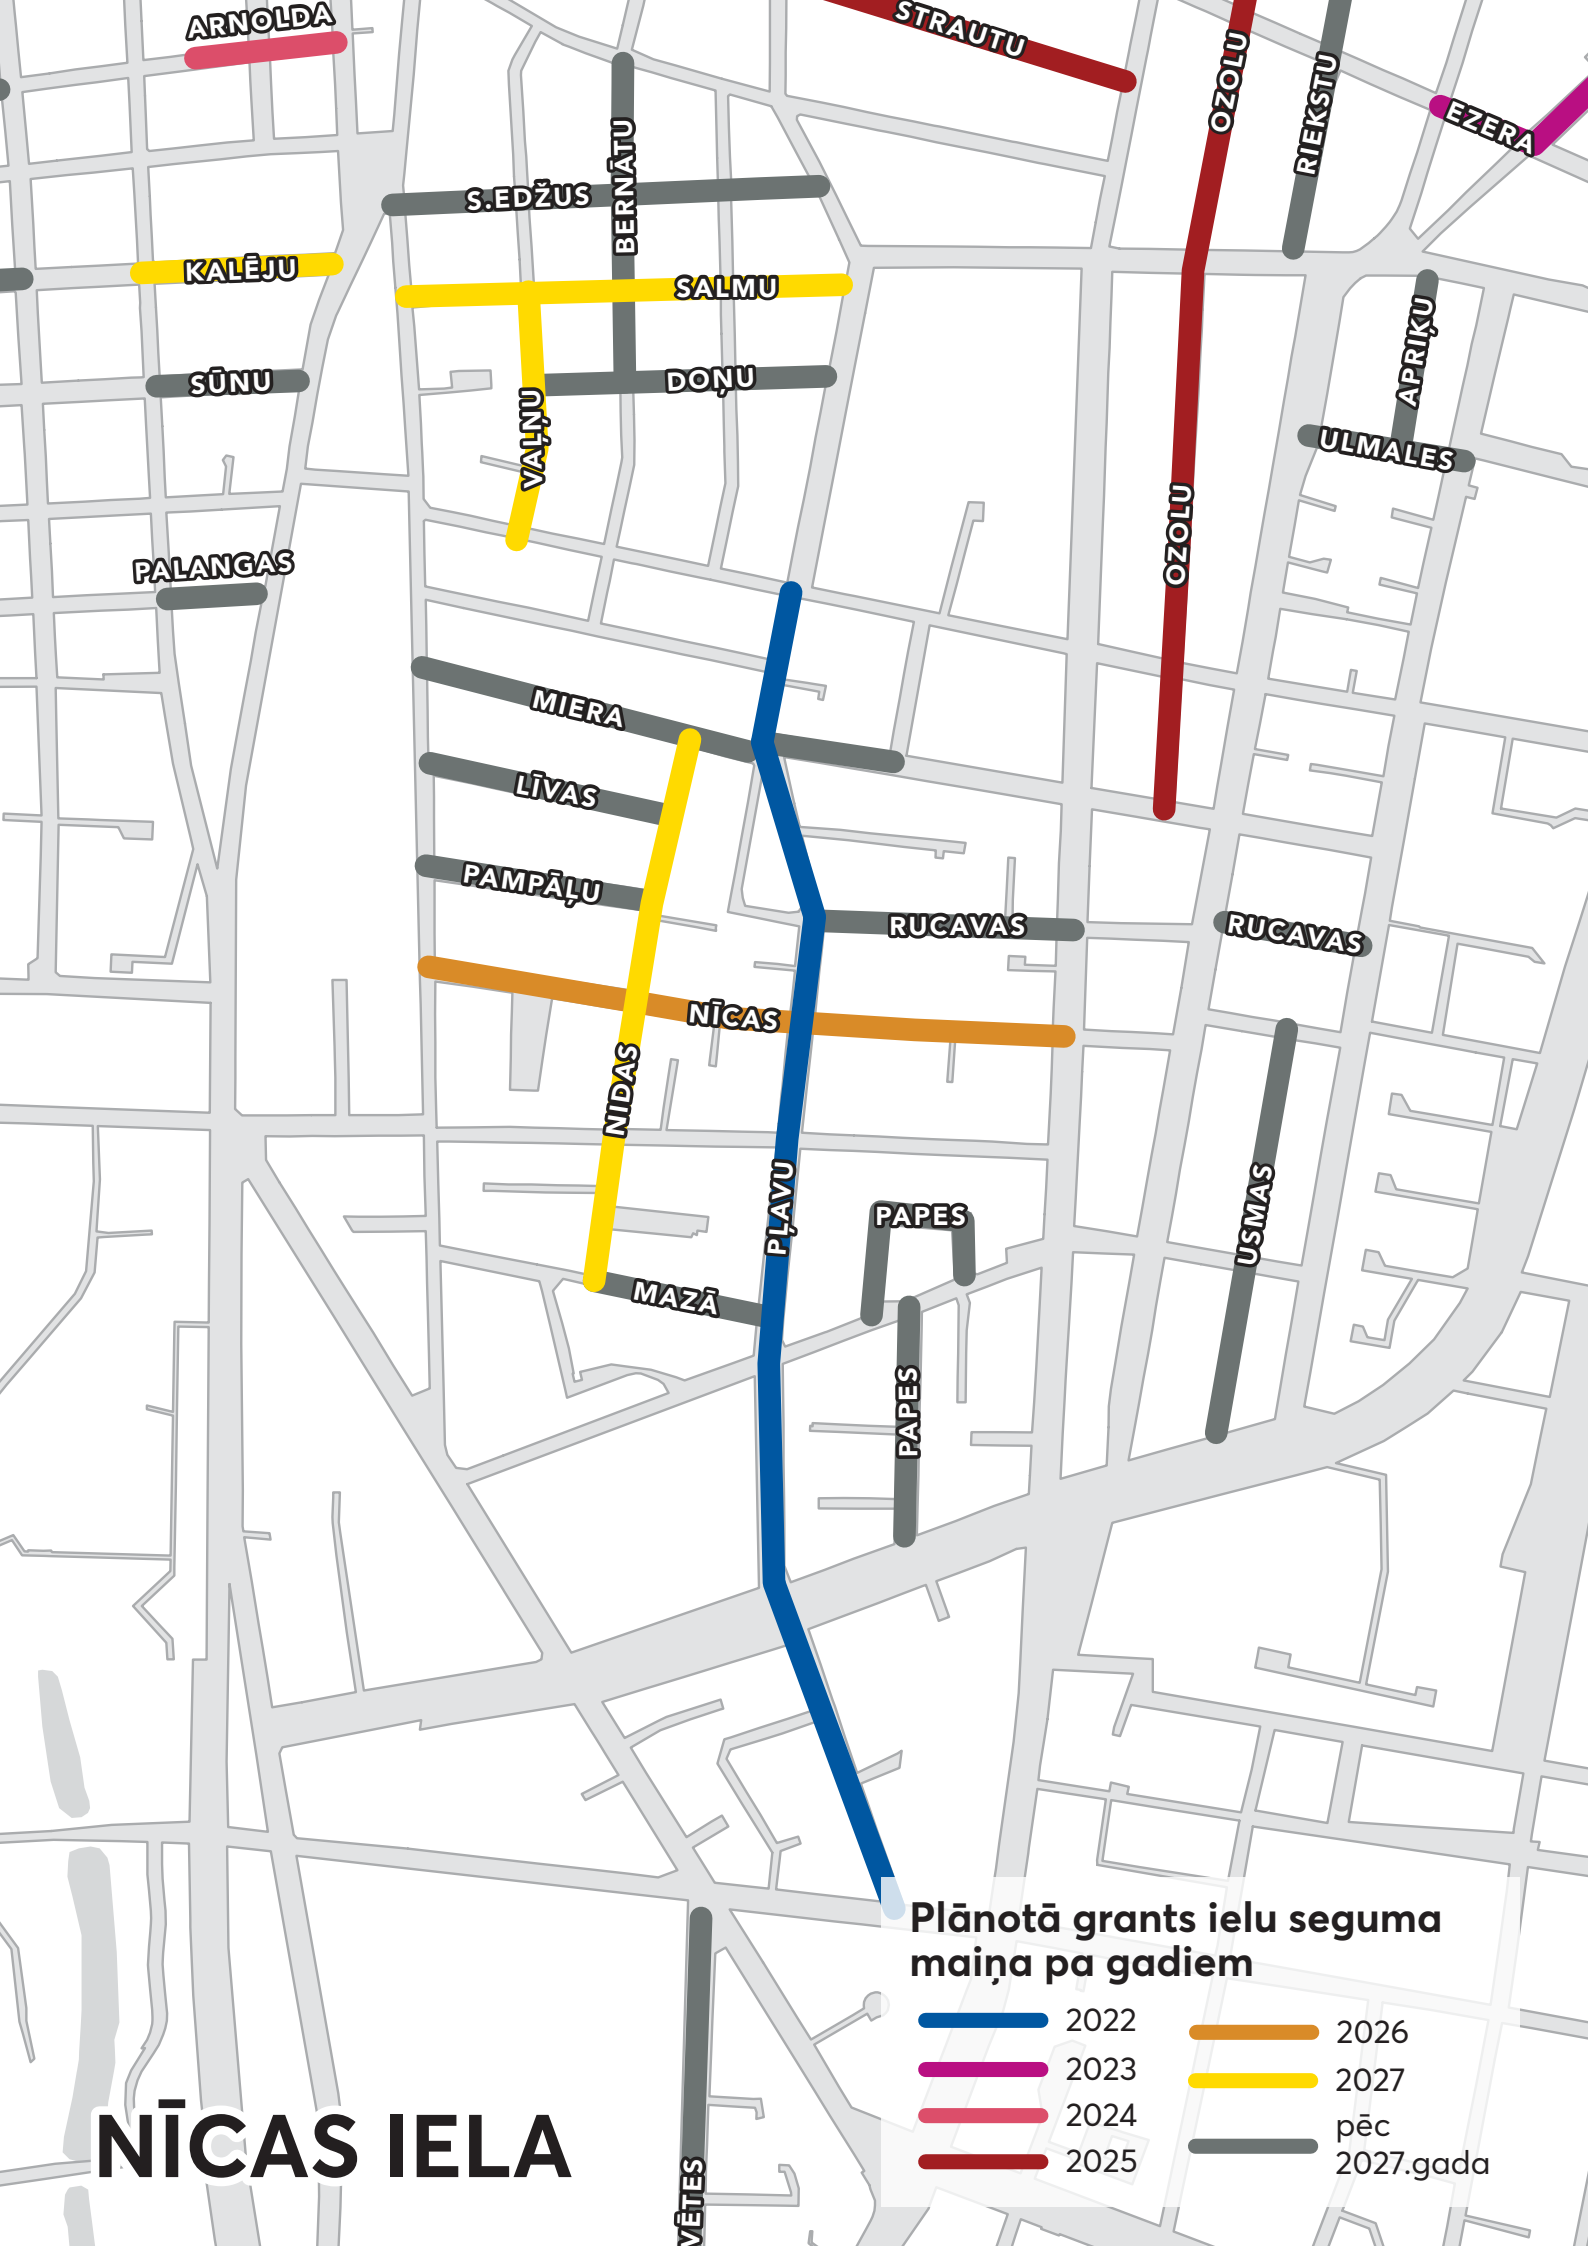 ARNOLDA
STRAUTU
OZOLU
RIEKSTU
EZERA
BERNĀTU
S.EDŽUS
KALĒJU
SALMU
APRIĶU
SŪNU
DOŅU
VAĻŅU
ULMALES
OZOLU
PALANGAS
MIERA
LĪVAS
PAMPĀĻU
RUCAVAS
RUCAVAS
NĪCAS
NIDAS
PĻAVU
PAPES
USMAS
MAZĀ
PAPES
VĒTES
NĪCAS IELA
Plānotā grants ielu seguma
maiņa pa gadiem
2022
2023
2024
2025
2026
2027
pēc
2027.gada